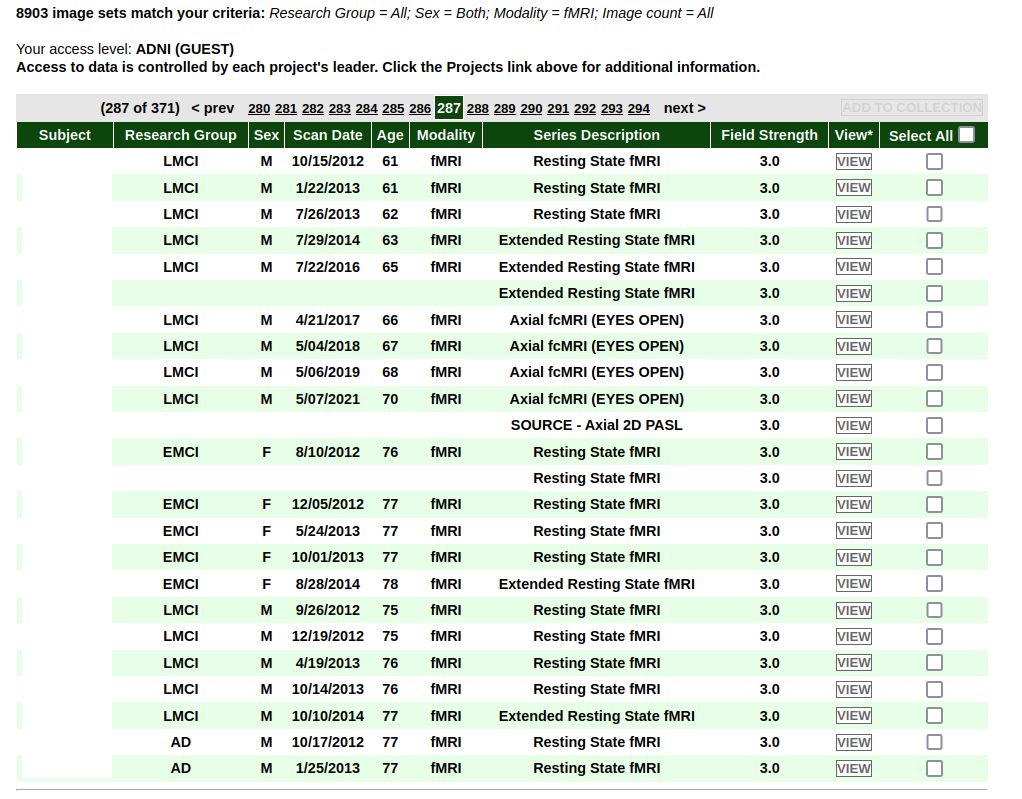 8903 image sets match your criteria: Research Group = All; Sex = Both; Modality = fMRI; Image count = All
Your access level: ADNI (GUEST)
Access to data is controlled by each project's leader. Click the Projects link above for additional information.
(287 of 371) < prev 280 281 282 283 284 285 286 287 288 289 290 291 292 293 294 next > ADD TO COLLECTION
Subject Research Group Sex Scan Date Age Modality Series Description Field Strength View* Select All
LMCI M 10/15/2012 61 fMRI Resting State fMRI 3.0 VIEW
LMCI M 1/22/2013 61 fMRI Resting State fMRI 3.0 VIEW
LMCI M 7/26/2013 62 fMRI Resting State fMRI 3.0 VIEW
LMCI M 7/29/2014 63 fMRI Extended Resting State fMRI 3.0 VIEW
LMCI M 7/22/2016 65 fMRI Extended Resting State fMRI 3.0 VIEW
Extended Resting State fMRI 3.0 VIEW
LMCI M 4/21/2017 66 fMRI Axial fcMRI (EYES OPEN) 3.0 VIEW
LMCI M 5/04/2018 67 fMRI Axial fcMRI (EYES OPEN) 3.0 VIEW
LMCI M 5/06/2019 68 fMRI Axial fcMRI (EYES OPEN) 3.0 VIEW
LMCI M 5/07/2021 70 fMRI Axial fcMRI (EYES OPEN) 3.0 VIEW
SOURCE - Axial 2D PASL 3.0 VIEW
EMCI F 8/10/2012 76 fMRI Resting State fMRI 3.0 VIEW
Resting State fMRI 3.0 VIEW
EMCI F 12/05/2012 77 fMRI Resting State fMRI 3.0 VIEW
EMCI F 5/24/2013 77 fMRI Resting State fMRI 3.0 VIEW
EMCI F 10/01/2013 77 fMRI Resting State fMRI 3.0 VIEW
EMCI F 8/28/2014 78 fMRI Extended Resting State fMRI 3.0 VIEW
LMCI M 9/26/2012 75 fMRI Resting State fMRI 3.0 VIEW
LMCI M 12/19/2012 75 fMRI Resting State fMRI 3.0 VIEW
LMCI M 4/19/2013 76 fMRI Resting State fMRI 3.0 VIEW
LMCI M 10/14/2013 76 fMRI Resting State fMRI 3.0 VIEW
LMCI M 10/10/2014 77 fMRI Extended Resting State fMRI 3.0 VIEW
AD M 10/17/2012 77 fMRI Resting State fMRI 3.0 VIEW
AD M 1/25/2013 77 fMRI Resting State fMRI 3.0 VIEW